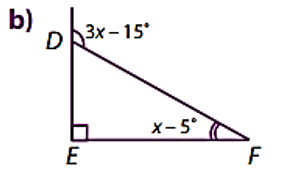 b)
D 3x – 15°
x – 5°
E F